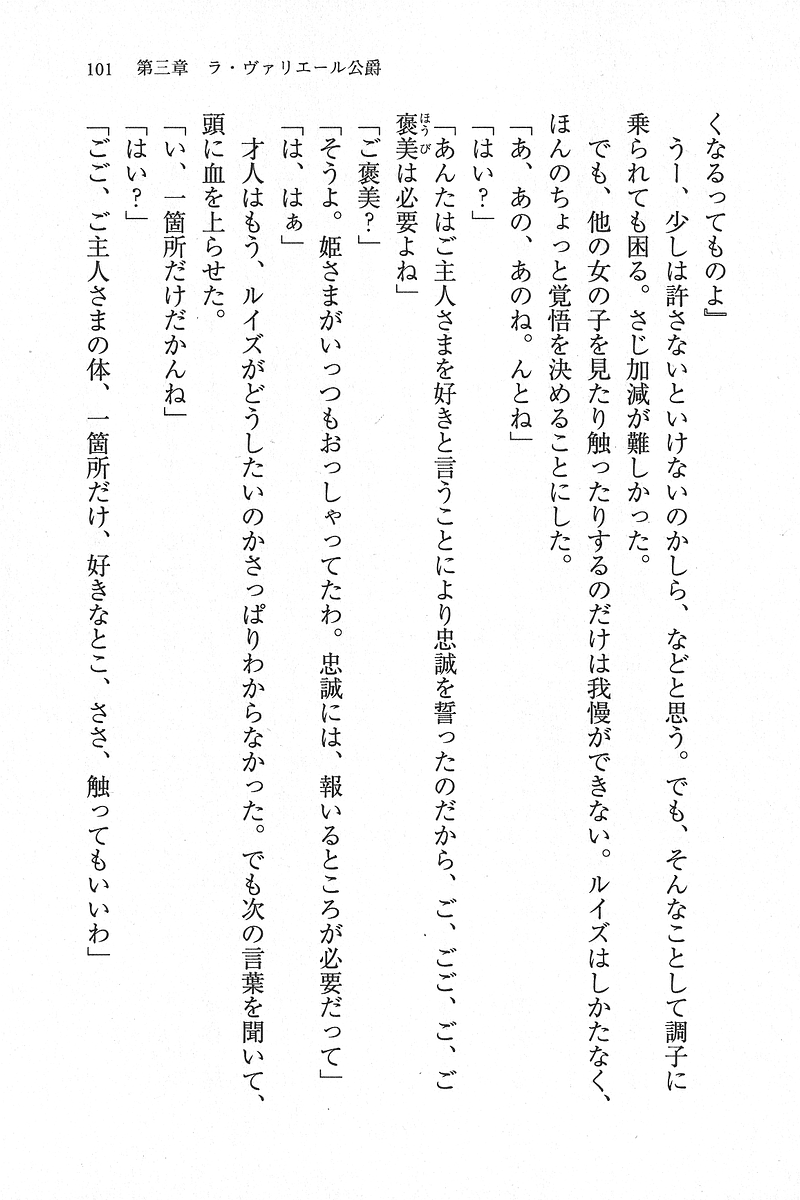 101 第三章 ラ・ヴァリエール公爵
くなるってものよ』
　うー、少しは許さないといけないのかしら、などと思う。でも、そんなことして調子に
乗られても困る。さじ加減が難しかった。
　でも、他の女の子を見たり触ったりするのだけは我慢ができない。ルイズはしかたなく、
ほんのちょっと覚悟を決めることにした。
「あ、あの、あのね。んとね」
「はい？」
「あんたはご主人さまを好きと言うことにより忠誠を誓ったのだから、ご、ごご、ご、ご
褒美は必要よね」
ほうび
「ご褒美？」
「そうよ。姫さまがいっつもおっしゃってたわ。忠誠には、報いるところが必要だって」
「は、はぁ」
　才人はもう、ルイズがどうしたいのかさっぱりわからなかった。でも次の言葉を聞いて、
頭に血を上らせた。
「い、一箇所だけだかんね」
「はい？」
「ごご、ご主人さまの体、一箇所だけ、好きなとこ、ささ、触ってもいいわ」